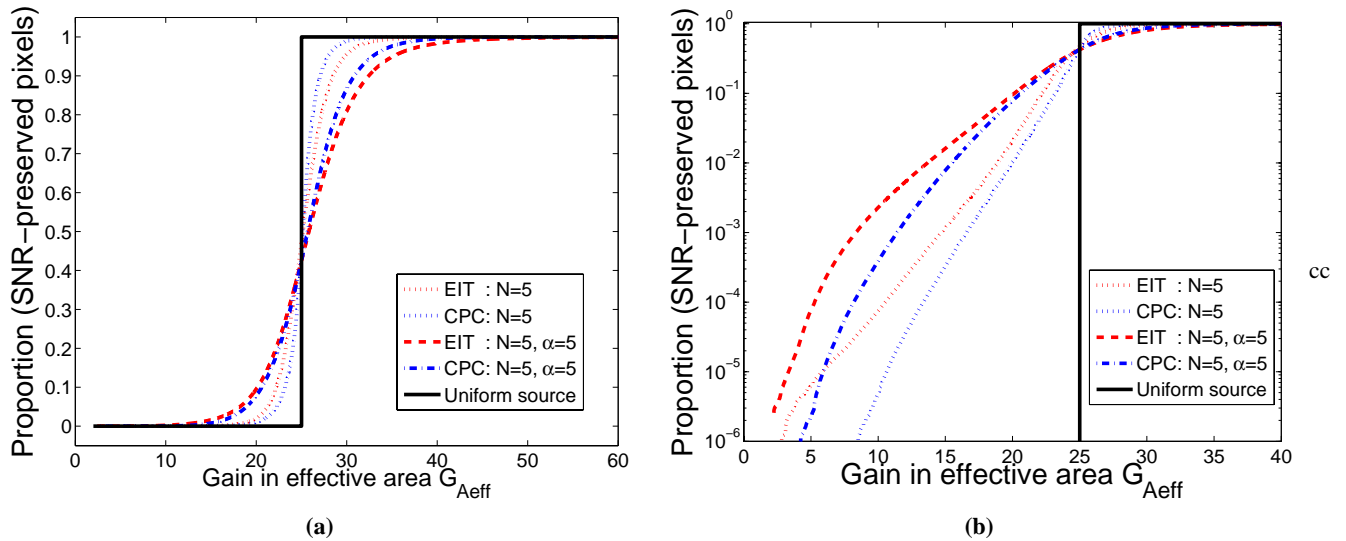 Proportion (SNR-preserved pixels)
1
0.9
0.8
0.7
0.6
0.5
0.4
0.3
0.2
0.1
0
0 10 20 30 40 50 60
Gain in effective area G_Aeff
EIT : N=5
CPC: N=5
EIT : N=5, α=5
CPC: N=5, α=5
Uniform source
(a)
Proportion (SNR-preserved pixels)
10^0
10^-1
10^-2
10^-3
10^-4
10^-5
10^-6
0 5 10 15 20 25 30 35 40
Gain in effective area G_Aeff
EIT : N=5
CPC: N=5
EIT : N=5, α=5
CPC: N=5, α=5
Uniform source
(b)
cc